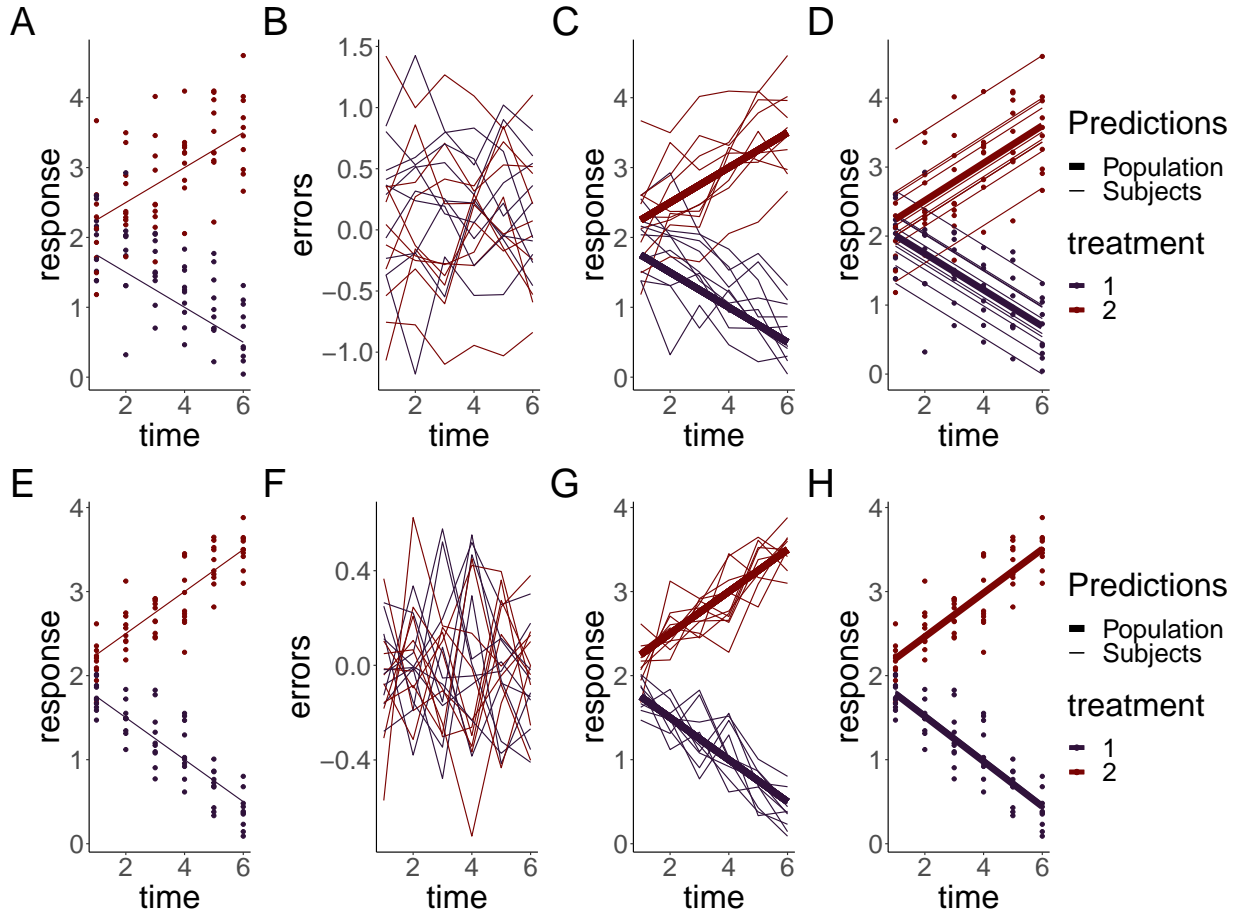 A
response
4
3
2
1
0
2 4 6
time
B
errors
1.5
1.0
0.5
0.0
−0.5
−1.0
2 4 6
time
C
response
4
3
2
1
0
2 4 6
time
D
response
4
3
2
1
0
2 4 6
time
Predictions
Population
Subjects
treatment
1
2
E
response
4
3
2
1
0
2 4 6
time
F
errors
0.4
0.0
−0.4
2 4 6
time
G
response
4
3
2
1
0
2 4 6
time
H
response
4
3
2
1
0
2 4 6
time
Predictions
Population
Subjects
treatment
1
2